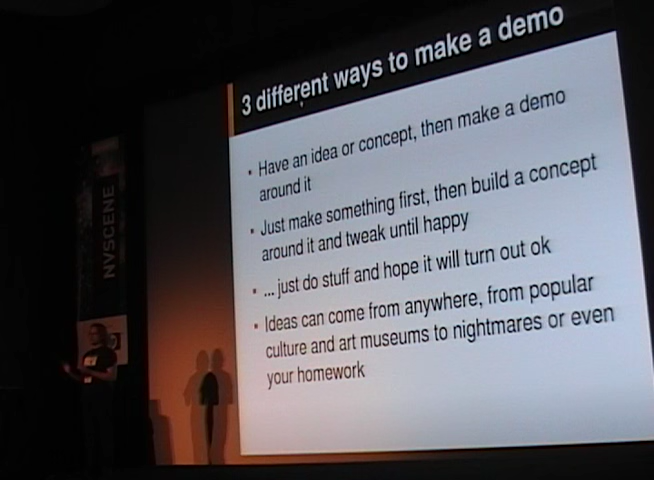 3 different ways to make a demo
▪ Have an idea or concept, then make a demo
around it
▪ Just make something first, then build a concept
around it and tweak until happy
▪ ... just do stuff and hope it will turn out ok
▪ Ideas can come from anywhere, from popular
culture and art museums to nightmares or even
your homework
NVSCENE